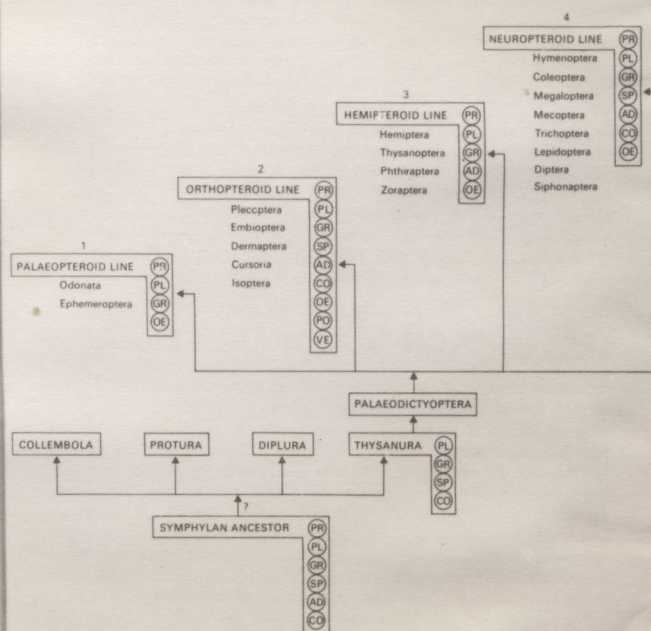 4
NEUROPTEROID LINE PR
Hymenoptera PL
Coleoptera GR
Megaloptera SP
Mecoptera AD
Trichoptera CO
Lepidoptera OE
Diptera
Siphonaptera
3
HEMIPTEROID LINE PR
Hemiptera PL
Thysanoptera GR
Phthiraptera AD
Zoraptera OE
2
ORTHOPTEROID LINE PR
Pleccptera PL
Embioptera GR
Dermaptera SP
Cursoria AD
Isoptera CO
OE
PO
VE
1
PALAEOPTEROID LINE PR
Odonata PL
Ephemeroptera GR
OE
PALAEODICTYOPTERA
COLLEMBOLA PROTURA DIPLURA THYSANURA PL
GR
SP
CO
?
SYMPHYLAN ANCESTOR PR
PL
GR
SP
AD
CO